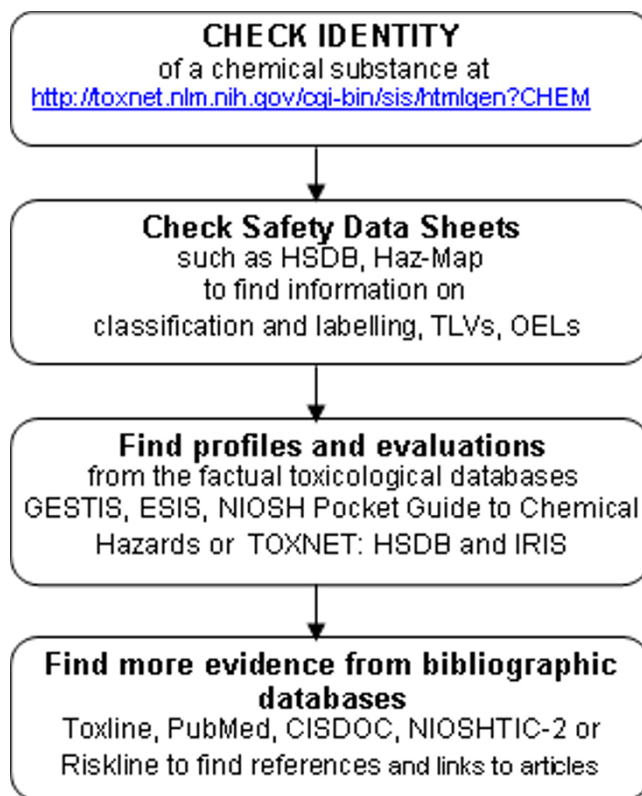 CHECK IDENTITY
of a chemical substance at
http://toxnet.nlm.nih.gov/cgi-bin/sis/htmlgen?CHEM
Check Safety Data Sheets
such as HSDB, Haz-Map
to find information on
classification and labelling, TLVs, OELs
Find profiles and evaluations
from the factual toxicological databases
GESTIS, ESIS, NIOSH Pocket Guide to Chemical
Hazards or TOXNET: HSDB and IRIS
Find more evidence from bibliographic
databases
Toxline, PubMed, CISDOC, NIOSHTIC-2 or
Riskline to find references and links to articles